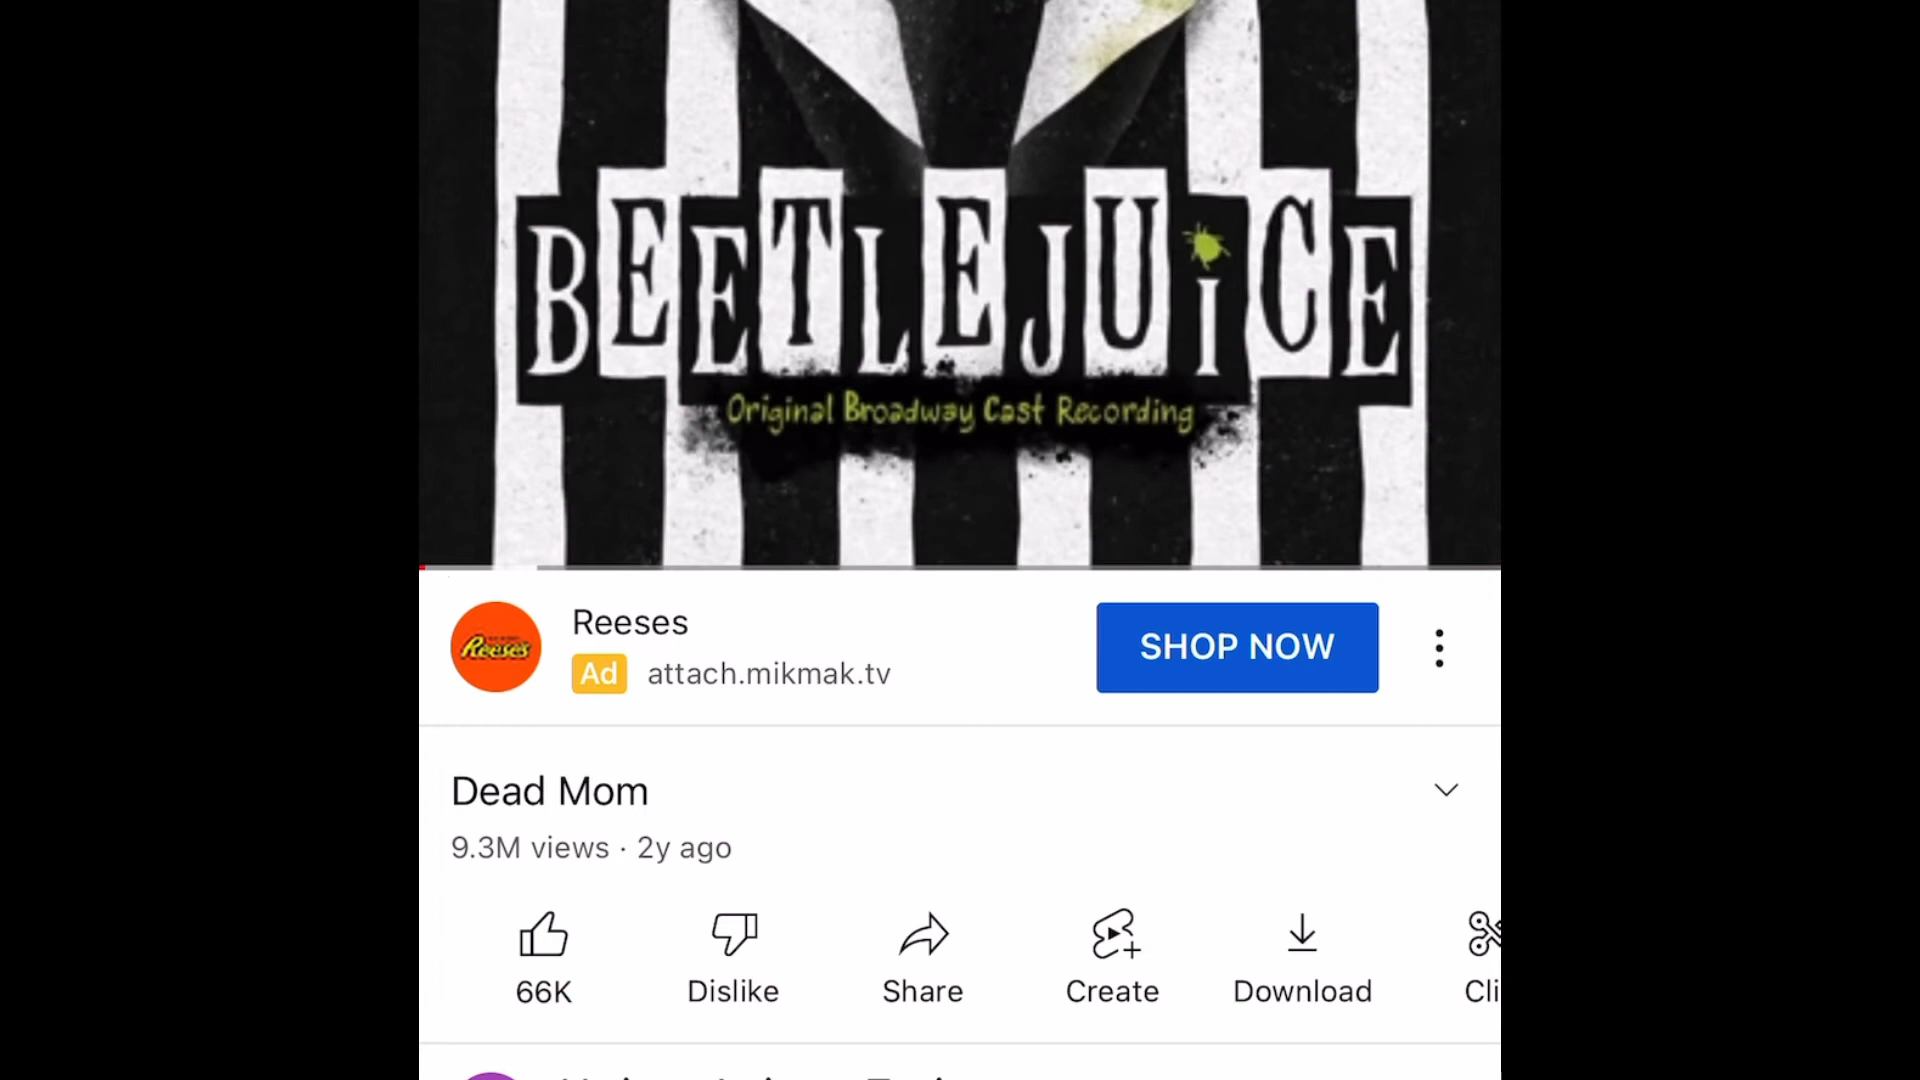 BEETLEJUiCE
Original Broadway Cast Recording
Reese's
Reeses
SHOP NOW
Ad attach.mikmak.tv
Dead Mom
9.3M views · 2y ago
66K Dislike Share Create Download Cli